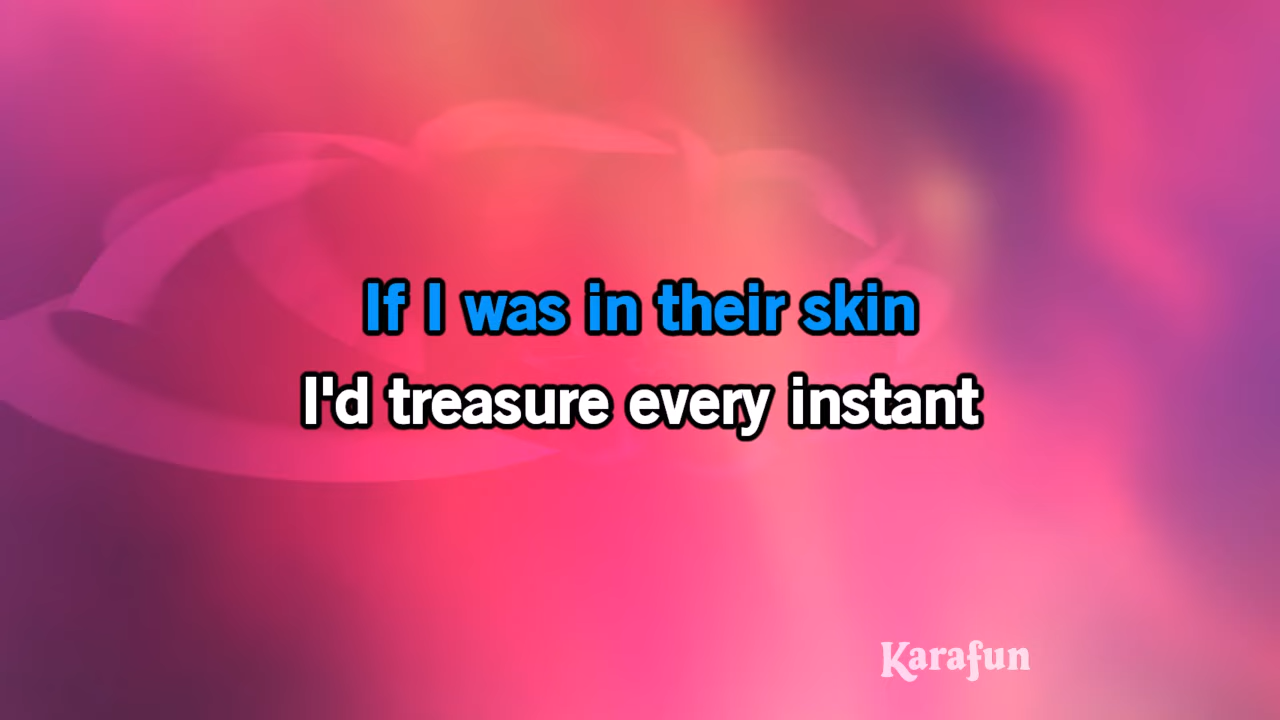 If I was in their skin
I'd treasure every instant
Karafun